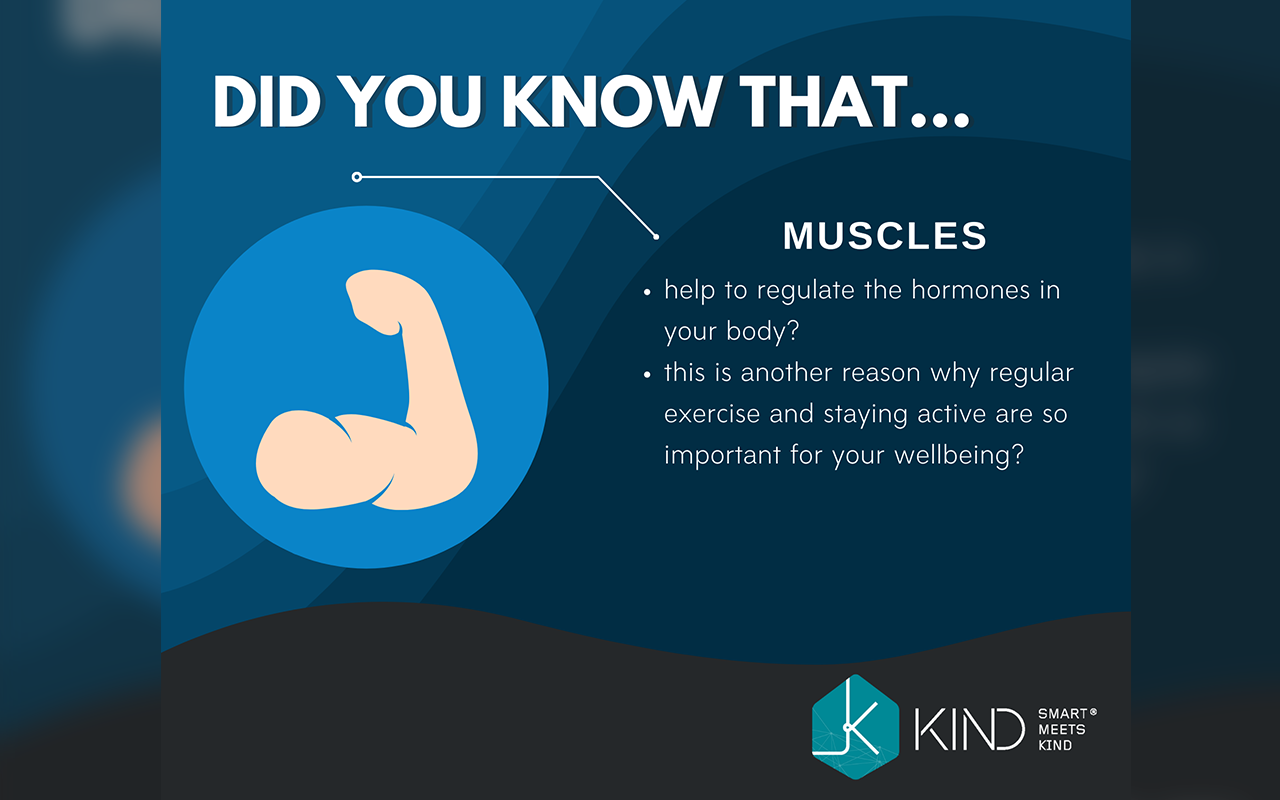 DID YOU KNOW THAT...
MUSCLES
• help to regulate the hormones in
your body?
• this is another reason why regular
exercise and staying active are so
important for your wellbeing?
KIND
SMART®
MEETS
KIND